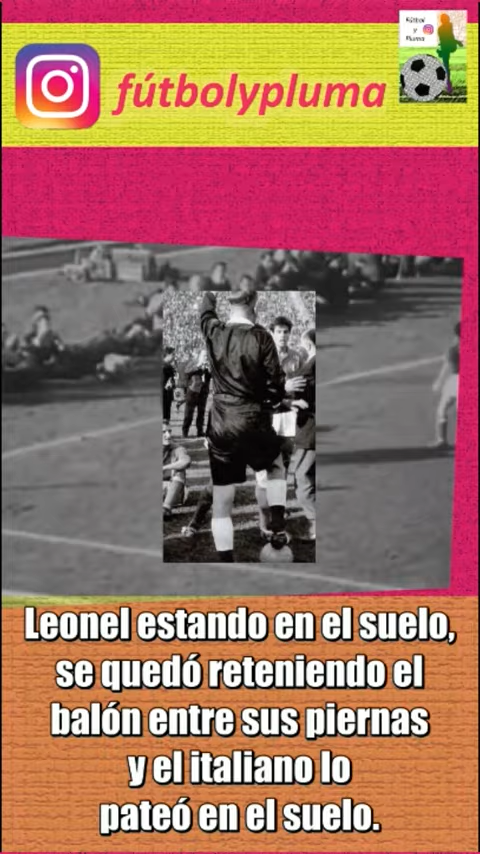 fútbolypluma
Fútbol
y
Pluma
Leonel estando en el suelo,
se quedó reteniendo el
balón entre sus piernas
y el italiano lo
pateó en el suelo.